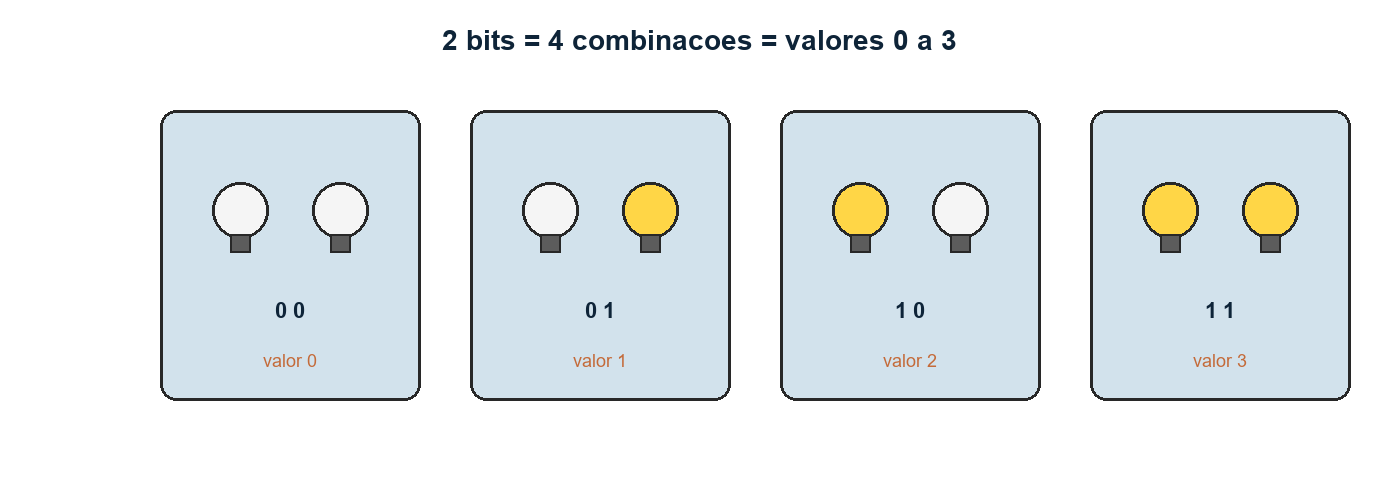 2 bits = 4 combinacoes = valores 0 a 3
0 0
0 1
1 0
1 1
valor 0
valor 1
valor 2
valor 3